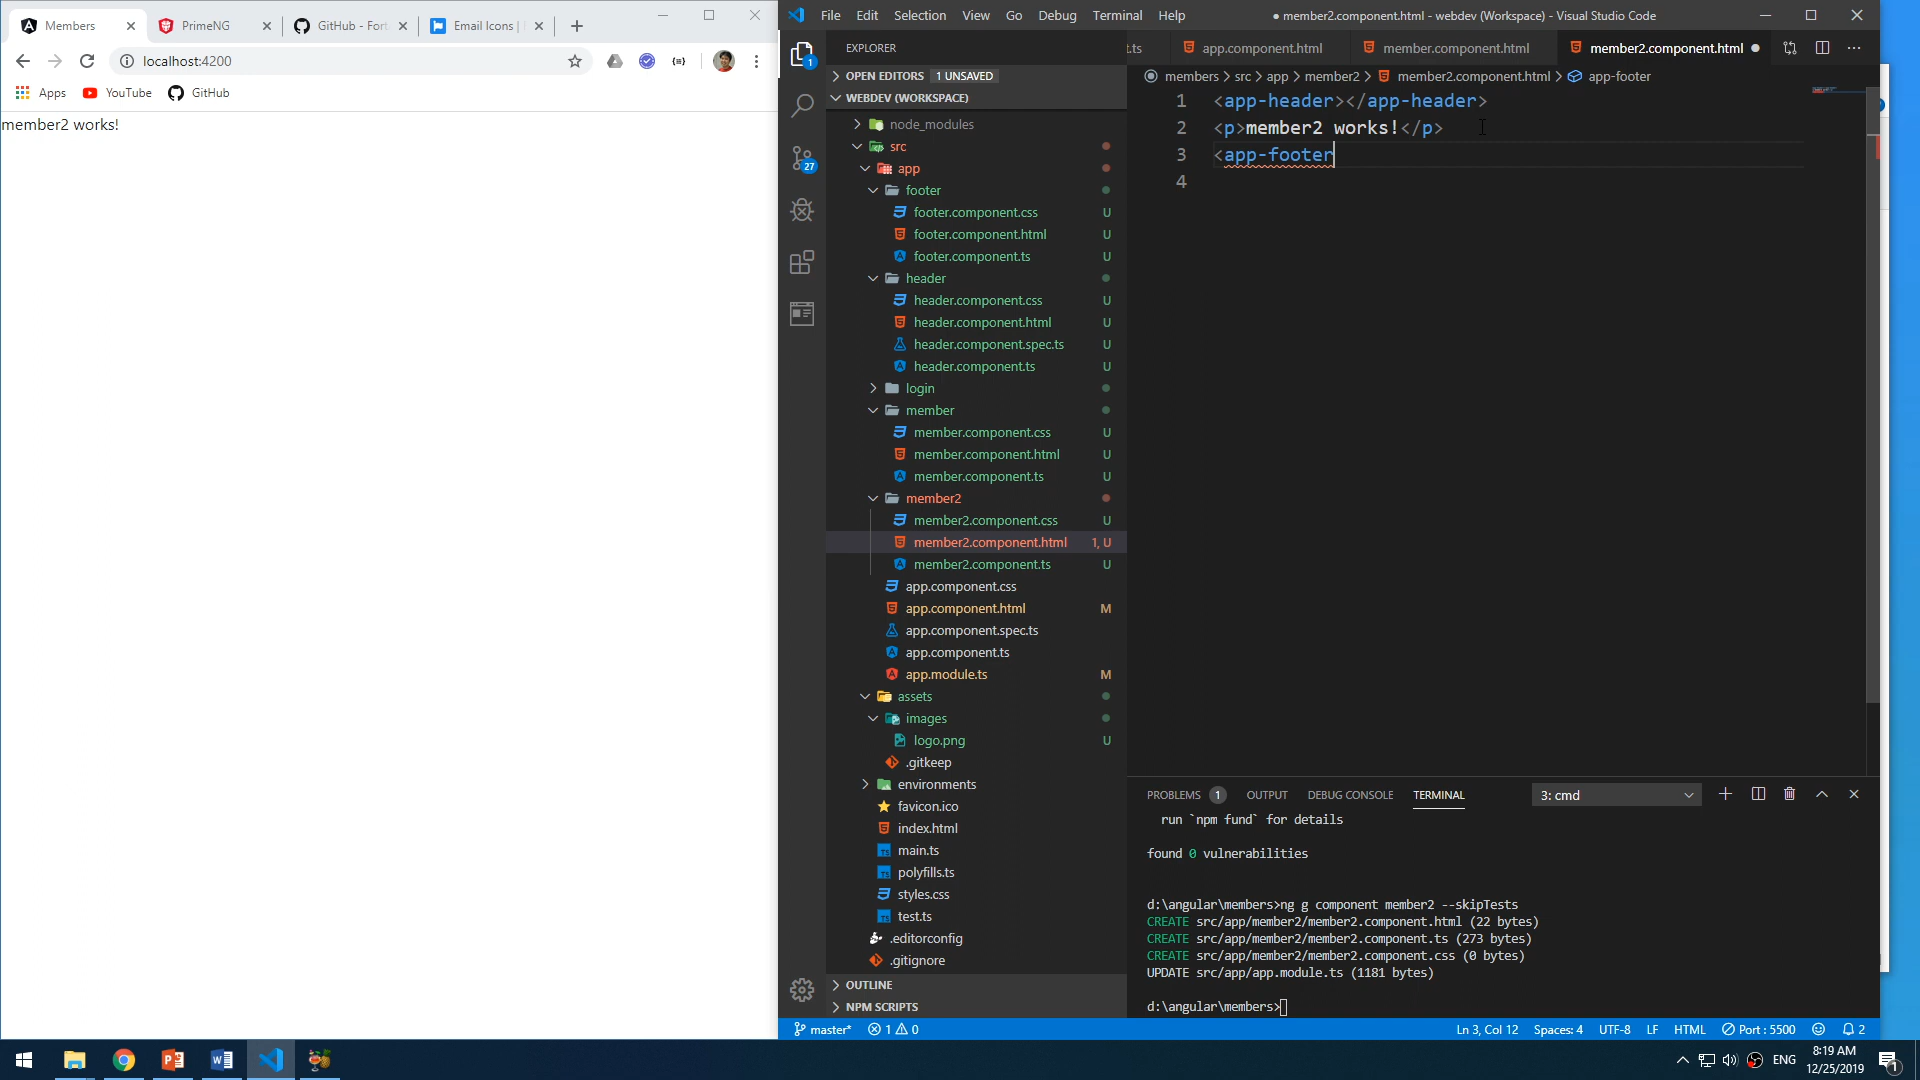 Members
PrimeNG
GitHub - Fort
Email Icons |
localhost:4200
Apps
YouTube
GitHub
member2 works!
File Edit Selection View Go Debug Terminal Help
● member2.component.html - webdev (Workspace) - Visual Studio Code
EXPLORER
OPEN EDITORS 1 UNSAVED
WEBDEV (WORKSPACE)
node_modules
src
app
footer
footer.component.css U
footer.component.html U
footer.component.ts U
header
header.component.css U
header.component.html U
header.component.spec.ts U
header.component.ts U
login
member
member.component.css U
member.component.html U
member.component.ts U
member2
member2.component.css U
member2.component.html 1, U
member2.component.ts U
app.component.css
app.component.html M
app.component.spec.ts
app.component.ts
app.module.ts M
assets
images
logo.png U
.gitkeep
environments
favicon.ico
index.html
main.ts
polyfills.ts
styles.css
test.ts
.editorconfig
.gitignore
OUTLINE
NPM SCRIPTS
1
27
t.ts
app.component.html
member.component.html
member2.component.html
members > src > app > member2 > member2.component.html > app-footer
1 <app-header></app-header>
2 <p>member2 works!</p>
3 <app-footer
4
PROBLEMS 1 OUTPUT DEBUG CONSOLE TERMINAL
3: cmd
run `npm fund` for details
found 0 vulnerabilities
d:\angular\members>ng g component member2 --skipTests
CREATE src/app/member2/member2.component.html (22 bytes)
CREATE src/app/member2/member2.component.ts (273 bytes)
CREATE src/app/member2/member2.component.css (0 bytes)
UPDATE src/app/app.module.ts (1181 bytes)
d:\angular\members>
master* 1 0
Ln 3, Col 12 Spaces: 4 UTF-8 LF HTML Port : 5500 2
ENG
8:19 AM
12/25/2019
1